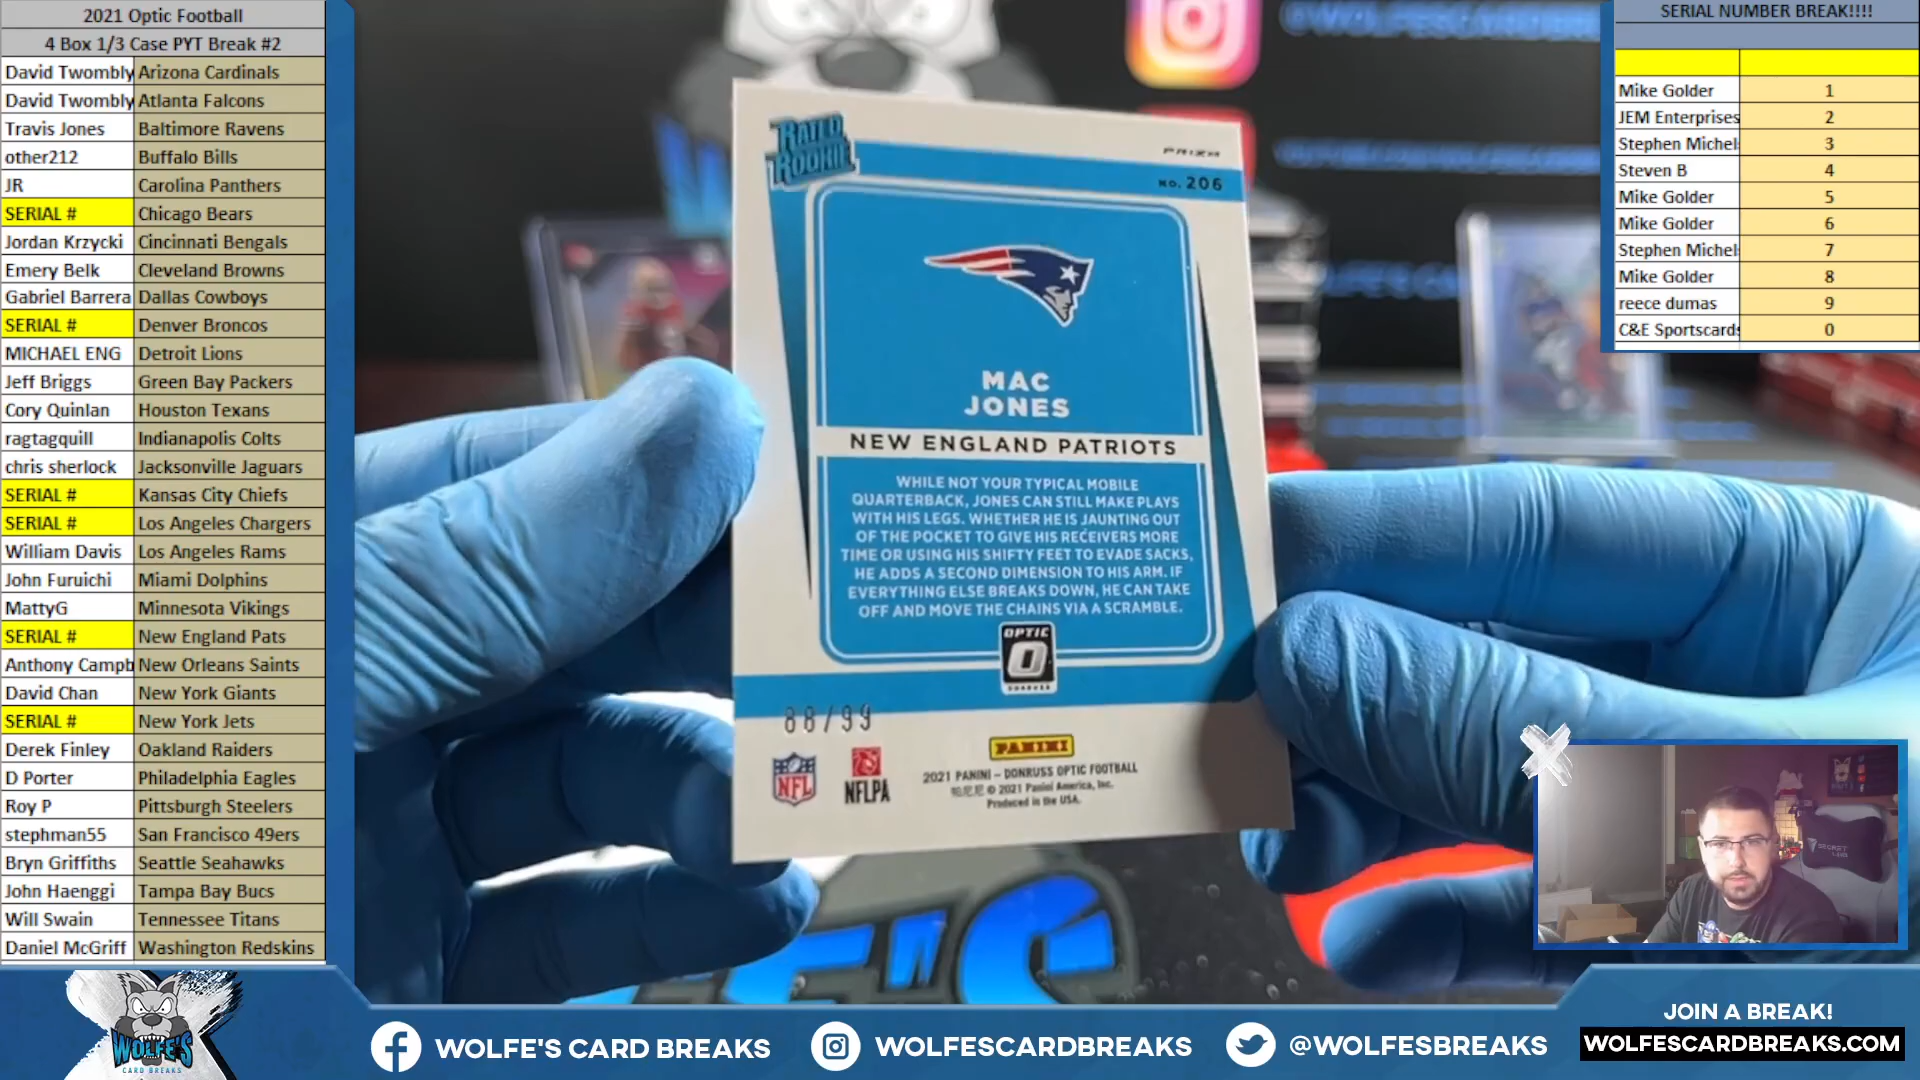 2021 Optic Football
4 Box 1/3 Case PYT Break #2
David Twombly Arizona Cardinals
David Twombly Atlanta Falcons
Travis Jones Baltimore Ravens
other212 Buffalo Bills
JR Carolina Panthers
SERIAL # Chicago Bears
Jordan Krzycki Cincinnati Bengals
Emery Belk Cleveland Browns
Gabriel Barrera Dallas Cowboys
SERIAL # Denver Broncos
MICHAEL ENG Detroit Lions
Jeff Briggs Green Bay Packers
Cory Quinlan Houston Texans
ragtagquill Indianapolis Colts
chris sherlock Jacksonville Jaguars
SERIAL # Kansas City Chiefs
SERIAL # Los Angeles Chargers
William Davis Los Angeles Rams
John Furuichi Miami Dolphins
MattyG Minnesota Vikings
SERIAL # New England Pats
Anthony Campb New Orleans Saints
David Chan New York Giants
SERIAL # New York Jets
Derek Finley Oakland Raiders
D Porter Philadelphia Eagles
Roy P Pittsburgh Steelers
stephman55 San Francisco 49ers
Bryn Griffiths Seattle Seahawks
John Haenggi Tampa Bay Bucs
Will Swain Tennessee Titans
Daniel McGriff Washington Redskins
@WOLFESCARDBREAKS
RATED
ROOKIE
PRIZM
NO. 206
MAC
JONES
NEW ENGLAND PATRIOTS
WHILE NOT YOUR TYPICAL MOBILE
QUARTERBACK, JONES CAN STILL MAKE PLAYS
WITH HIS LEGS. WHETHER HE IS JAUNTING OUT
OF THE POCKET TO GIVE HIS RECEIVERS MORE
TIME OR USING HIS SHIFTY FEET TO EVADE SACKS,
HE ADDS A SECOND DIMENSION TO HIS ARM. IF
EVERYTHING ELSE BREAKS DOWN, HE CAN TAKE
OFF AND MOVE THE CHAINS VIA A SCRAMBLE.
OPTIC
DONRUSS
88/99
NFL
NFLPA
PANINI
2021 PANINI – DONRUSS OPTIC FOOTBALL
帕尼尼 © 2021 Panini America, Inc.
Produced in the USA.
SERIAL NUMBER BREAK!!!!
Mike Golder 1
JEM Enterprises 2
Stephen Michel 3
Steven B 4
Mike Golder 5
Mike Golder 6
Stephen Michel 7
Mike Golder 8
reece dumas 9
C&E Sportscards 0
SECRET
LAB
WOLFE'S
CARD BREAKS
WOLFE'S CARD BREAKS
WOLFESCARDBREAKS
@WOLFESBREAKS
JOIN A BREAK!
WOLFESCARDBREAKS.COM